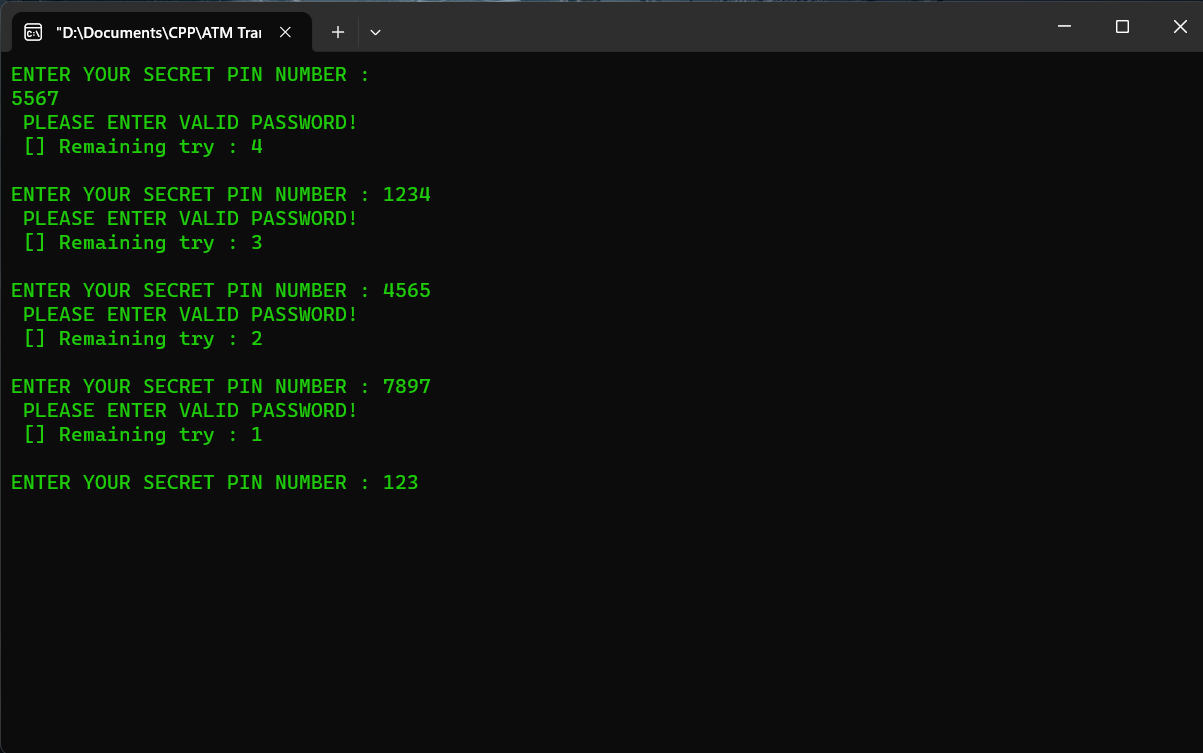 "D:\Documents\CPP\ATM Tra
ENTER YOUR SECRET PIN NUMBER :
5567
PLEASE ENTER VALID PASSWORD!
[] Remaining try : 4
ENTER YOUR SECRET PIN NUMBER : 1234
PLEASE ENTER VALID PASSWORD!
[] Remaining try : 3
ENTER YOUR SECRET PIN NUMBER : 4565
PLEASE ENTER VALID PASSWORD!
[] Remaining try : 2
ENTER YOUR SECRET PIN NUMBER : 7897
PLEASE ENTER VALID PASSWORD!
[] Remaining try : 1
ENTER YOUR SECRET PIN NUMBER : 123